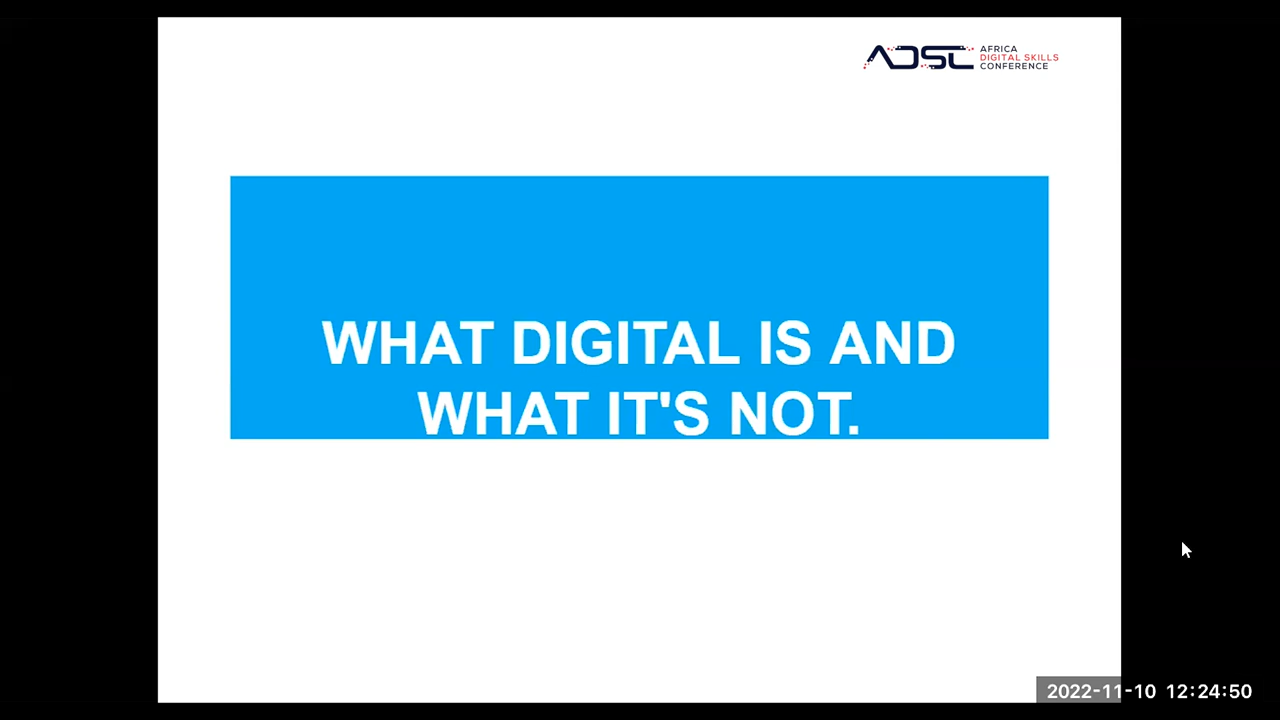 ADSC
AFRICA
DIGITAL SKILLS
CONFERENCE
WHAT DIGITAL IS AND
WHAT IT'S NOT.
2022-11-10 12:24:50